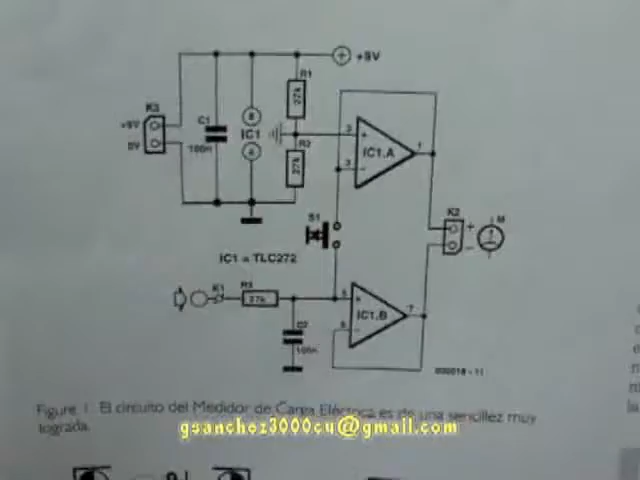 +9V
R1
27k
K3
+9V
0V
C1
100n
8
IC1
4
R2
27k
3
+
IC1.A
1
2
−
S1
K2
+
−
M
IC1 = TLC272
K1
R3
27k
5
+
IC1.B
7
6
−
C2
100n
Figure 1. El circuito del Medidor de Carga Eléctrica es de una sencillez muy
lograda.
gsanchez3000cu@gmail.com